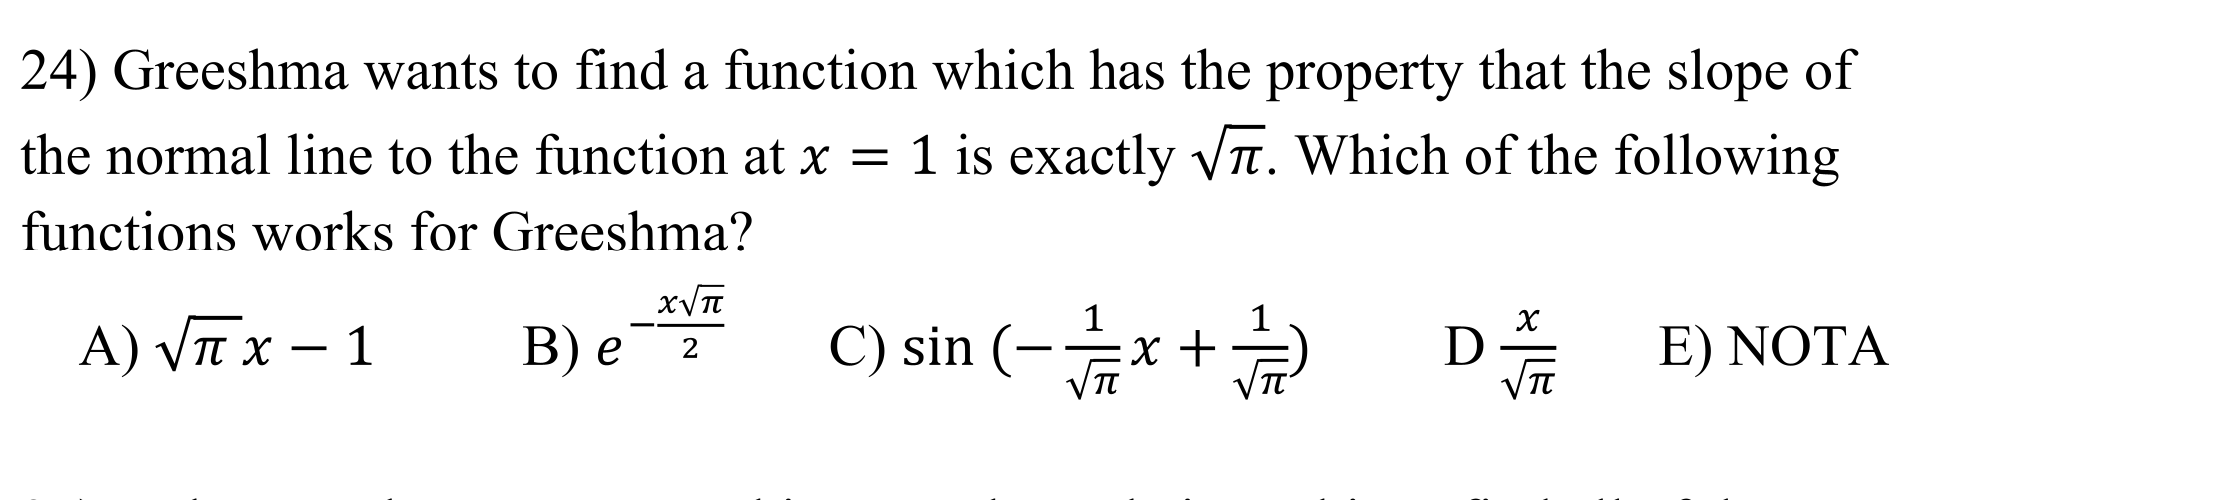 24) Greeshma wants to find a function which has the property that the slope of
the normal line to the function at x = 1 is exactly √π. Which of the following
functions works for Greeshma?
A) √π x − 1 B) e^(−x√π/2) C) sin (−1/√π x + 1/√π) D x/√π E) NOTA